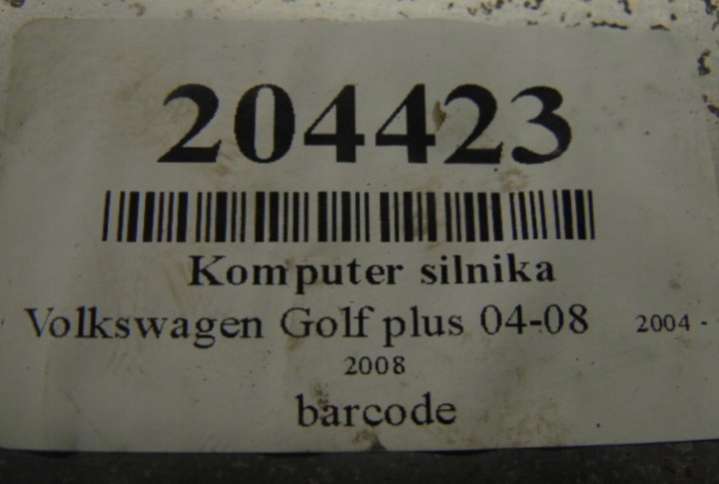 204423
Komputer silnika
Volkswagen Golf plus 04-08 2004 -
2008
barcode